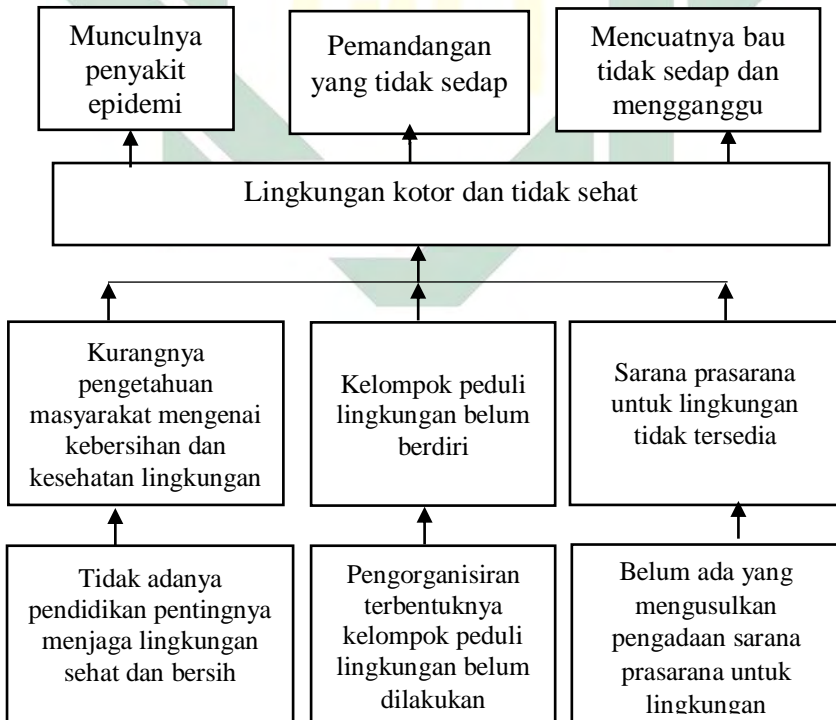 Munculnya
penyakit
epidemi
Pemandangan
yang tidak sedap
Mencuatnya bau
tidak sedap dan
mengganggu
Lingkungan kotor dan tidak sehat
Kurangnya
pengetahuan
masyarakat mengenai
kebersihan dan
kesehatan lingkungan
Kelompok peduli
lingkungan belum
berdiri
Sarana prasarana
untuk lingkungan
tidak tersedia
Tidak adanya
pendidikan pentingnya
menjaga lingkungan
sehat dan bersih
Pengorganisiran
terbentuknya
kelompok peduli
lingkungan belum
dilakukan
Belum ada yang
mengusulkan
pengadaan sarana
prasarana untuk
lingkungan